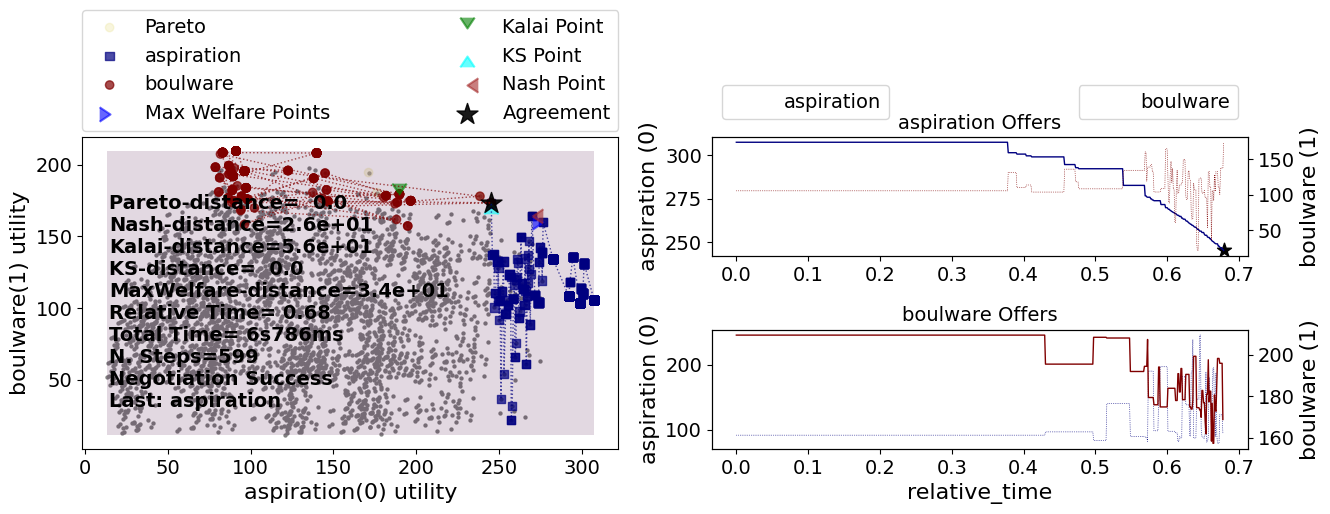 Pareto
aspiration
boulware
Max Welfare Points
Kalai Point
KS Point
Nash Point
Agreement
boulware(1) utility
200
150
100
50
Pareto-distance=  0.0
Nash-distance=2.6e+01
Kalai-distance=5.6e+01
KS-distance=  0.0
MaxWelfare-distance=3.4e+01
Relative Time= 0.68
Total Time= 6s786ms
N. Steps=599
Negotiation Success
Last: aspiration
0 50 100 150 200 250 300
aspiration(0) utility
aspiration
boulware
aspiration Offers
aspiration (0)
300
275
250
boulware (1)
150
100
50
0.0 0.1 0.2 0.3 0.4 0.5 0.6 0.7
boulware Offers
aspiration (0)
200
100
boulware (1)
200
180
160
0.0 0.1 0.2 0.3 0.4 0.5 0.6 0.7
relative_time